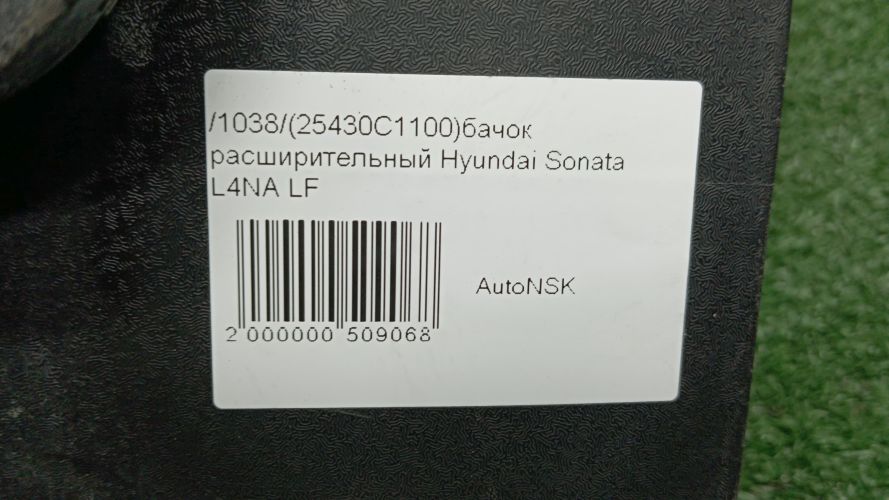 /1038/(25430C1100)бачок
расширительный Hyundai Sonata
L4NA LF
AutoNSK
2 000000 509068